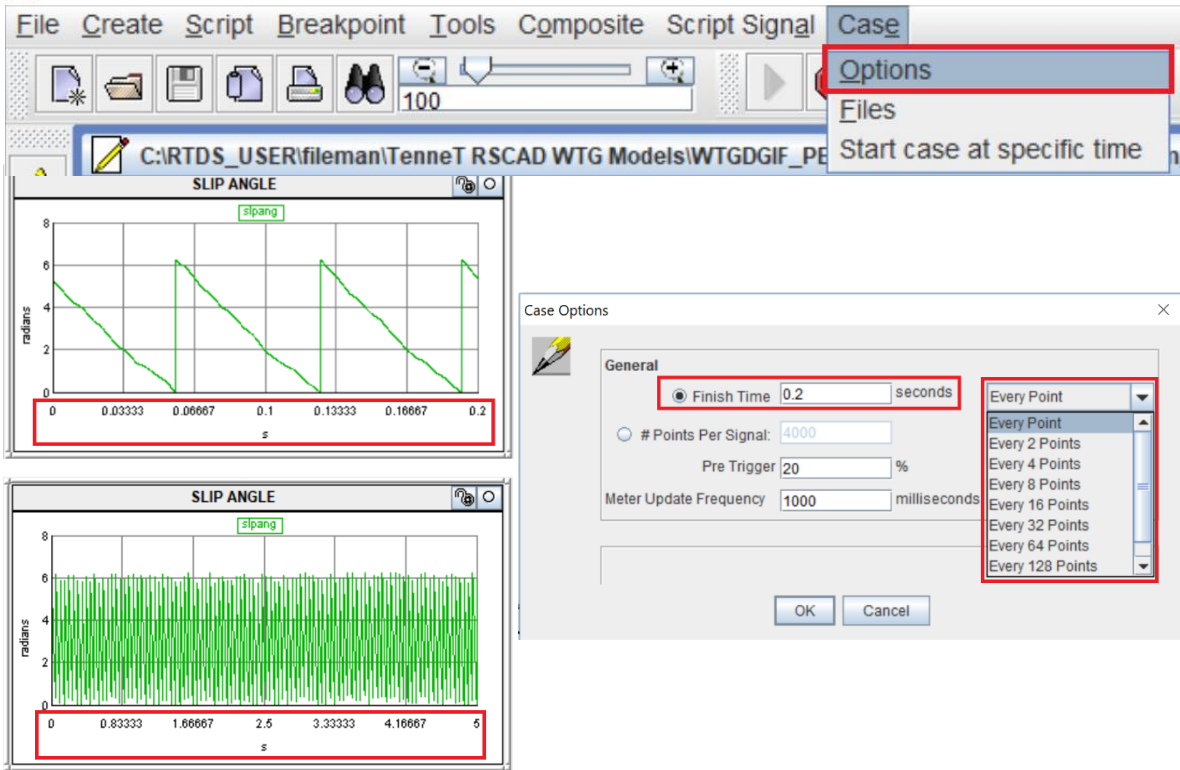 File Create Script Breakpoint Tools Composite Script Signal Case
Options
100
Files
C:\RTDS_USER\fileman\TenneT RSCAD WTG Models\WTGDGIF_PE
Start case at specific time
SLIP ANGLE
slpang
8
6
4
2
0
radians
0 0.03333 0.06667 0.1 0.13333 0.16667 0.2
s
Case Options
General
Finish Time 0.2 seconds
# Points Per Signal: 4000
Pre Trigger 20 %
Meter Update Frequency 1000 milliseconds
Every Point
Every Point
Every 2 Points
Every 4 Points
Every 8 Points
Every 16 Points
Every 32 Points
Every 64 Points
Every 128 Points
OK Cancel
SLIP ANGLE
slpang
8
6
4
2
0
radians
0 0.83333 1.66667 2.5 3.33333 4.16667 5
s